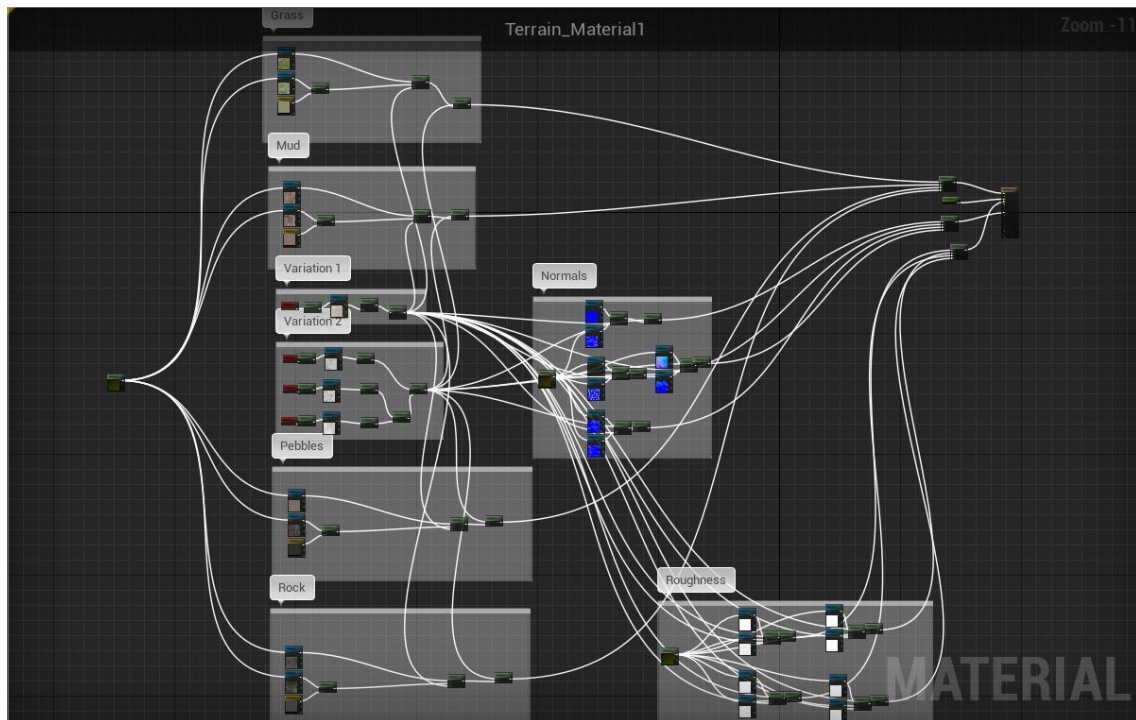 Grass
Terrain_Material1
Zoom -11
Mud
Variation 1
Normals
Variation 2
Pebbles
Roughness
Rock
MATERIAL